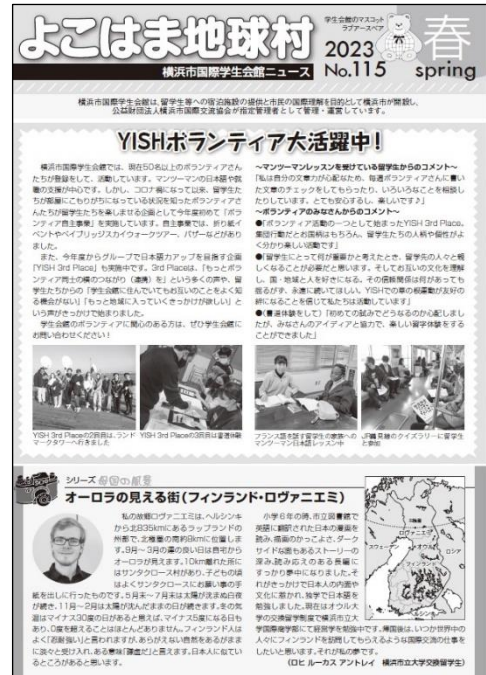 よこはま地球村
学生会館のマスコット
ラブアースベア
2023
No.115
春
spring
横浜市国際学生会館ニュース
横浜市国際学生会館は、留学生等への宿泊施設の提供と市民の国際理解を目的として横浜市が開設し、
公益財団法人横浜市国際交流協会が指定管理者として管理・運営しています。
YISHボランティア大活躍中!
横浜市国際学生会館では、現在50名以上のボランティアさん
たちが登録をして、活動しています。マンツーマンの日本語や就
職の支援が中心です。しかし、コロナ禍になって以来、留学生た
ちが部屋にこもりがちになっている状況を知ったボランティアさ
んたちが留学生たちを楽しませる企画として今年度初めて「ボラ
ンティア自主事業」を実施しています。自主事業では、折り紙イ
ベントやベイブリッジスカイウォークツアー、バザーなどがあり
ました。
また、今年度からグループで日本語力アップを目指す企画
「YISH 3rd Place」も実施中です。3rd Placeは、「もっとボラ
ンティア同士の横のつながり(連携)を」という多くの声や、留
学生たちからの「学生会館に住んでいてもお互いのことをよく知
る機会がない」「もっと地域に入っていくきっかけが欲しい」と
いう声がきっかけで始まりました。
学生会館のボランティアに関心のある方は、ぜひ学生会館に
お問い合わせください!
~マンツーマンレッスンを受けている留学生からのコメント~
「私は自分の文章力が心配なため、毎週ボランティアさんに書い
た文章のチェックをしてもらったり、いろいろなことを相談し
たりしています。とても安心するし、楽しいです♪」
~ボランティアのみなさんからのコメント~
●「ボランティア活動の一つとして始まったYISH 3rd Place。
集団行動だとお国柄はもちろん、留学生たちの人柄や個性がよ
く分かり楽しい活動です」
●「留学生にとって何が重要かと考えたとき、留学先の人々と親
しくなることが必要だと思います。そしてお互いの文化を理解
し、国・地域と人を好きになる。その信頼関係は何があっても
揺るがず、永遠に続いてほしい。YISHでの草の根運動が友好の
絆になることを信じて私たちは活動しています」
●(書道体験をして)「初めての試みでどうなるのか心配しまし
たが、みなさんのアイディアと協力で、楽しい習字体験をする
ことができました」
YISH 3rd Placeの2回目は、ランド
マークタワーへ行きました
YISH 3rd Placeの3回目は書道体験
フランス語を話す留学生の家族への
マンツーマン日本語レッスン中
JR鶴見線のクイズラリーに留学生
と参加
シリーズ 母国の風景
オーロラの見える街(フィンランド・ロヴァニエミ)
私の故郷ロヴァニエミは、ヘルシンキ
から北835kmにあるラップランドの
州都で、北極圏の南約8kmに位置しま
す。9月~3月の運の良い日は自宅から
オーロラが見えます。10km離れた所に
はサンタクロース村があり、子どもの頃
はよくサンタクロースにお願い事の手
紙を出しに行ったものです。5月末~7月末は太陽が沈まぬ白夜
が続き、11月~2月は太陽が沈んだままの日が続きます。冬の気
温はマイナス30度の日があると思えば、マイナス5度になる日も
あり、0度を超えることはほとんどありません。フィンランド人は
よく「忍耐強い」と言われますが、あらがえない自然をあるがまま
に淡々と受け入れ、ある意味「謙虚だ」と言えます。日本人に似てい
るところがあると思います。
小学6年の時、市立図書館で
英語に翻訳された日本の漫画を
読み、描画のかっこよさ、ダーク
サイドな面もあるストーリーの
深み、読み応えのある長編に
すっかり夢中になりました。そ
れがきっかけで日本人の内面や
文化に惹かれ、独学で日本語を
勉強しました。現在はオウル大
学の交換留学制度で横浜市立大
学国際商学部にて経営学を勉強中です。帰国後は、いつか世界中の
人々にフィンランドを訪問してもらえるような国際交流の仕事を
したいと思います。それが私の夢です。
(ロヒ ルーカス アントレイ 横浜市立大学交換留学生)
ロヴァニエミ
スウェーデン
オウル
ロシア
フィンランド
ヘルシンキ